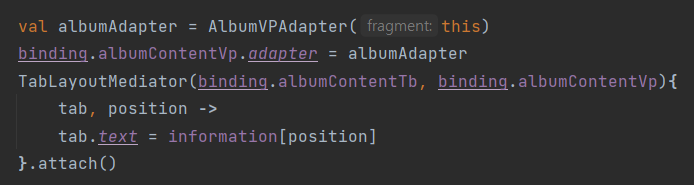 val albumAdapter = AlbumVPAdapter( fragment: this)
binding.albumContentVp.adapter = albumAdapter
TabLayoutMediator(binding.albumContentTb, binding.albumContentVp){
    tab, position ->
    tab.text = information[position]
}.attach()